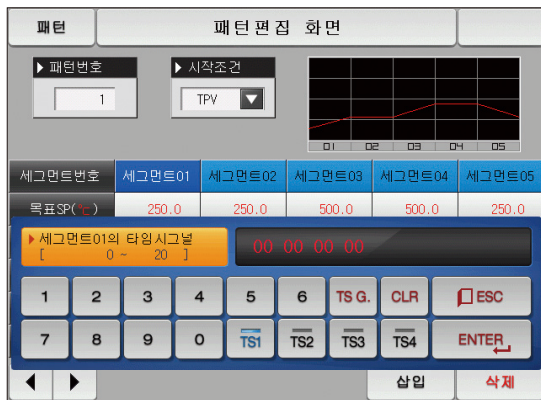 패턴
패턴편집 화면
▶ 패턴번호
▶ 시작조건
1
TPV
01 02 03 04 05
세그먼트번호 세그먼트01 세그먼트02 세그먼트03 세그먼트04 세그먼트05
목표SP(℃) 250.0 250.0 500.0 500.0 250.0
▶ 세그먼트01의 타임시그널
[ 0 ~ 20 ]
00 00 00 00
1 2 3 4 5 6 TS G. CLR ESC
7 8 9 0 TS1 TS2 TS3 TS4 ENTER
삽입 삭제